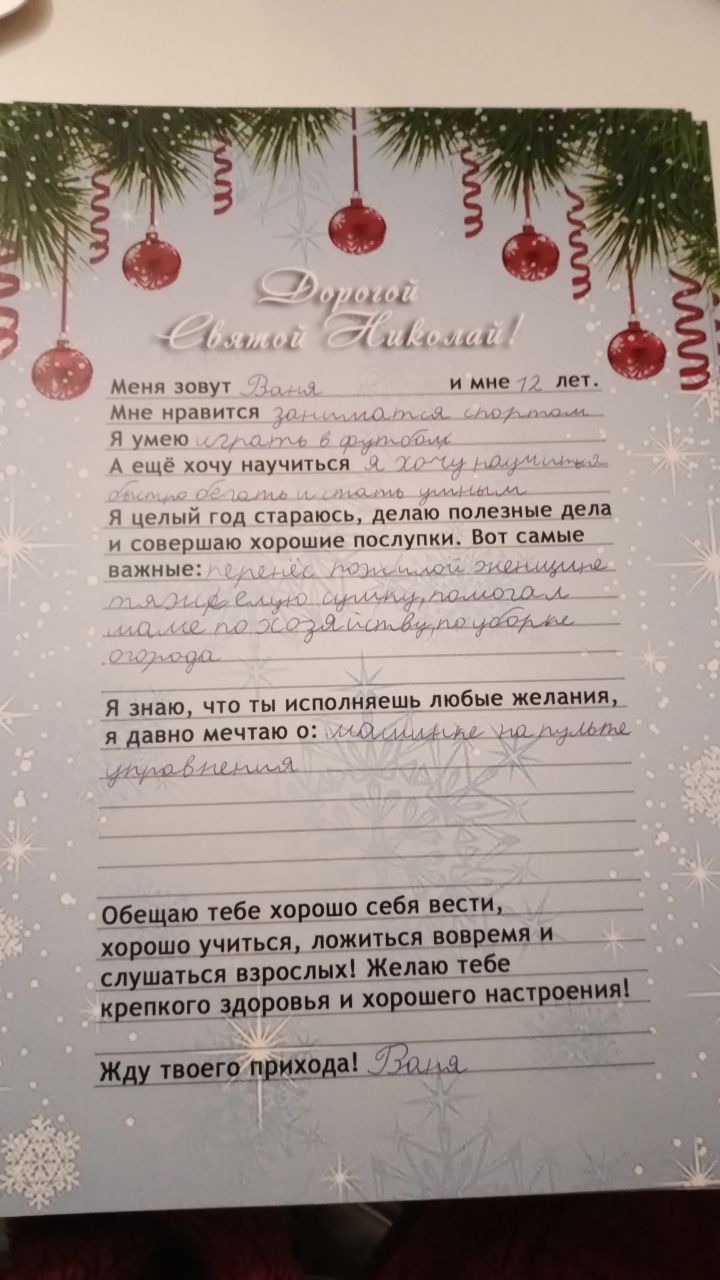 Дорогой
Святой Николай!
Меня зовут Ваня и мне 12 лет.
Мне нравится заниматся спортом
Я умею играть в футбол
А ещё хочу научиться я хочу научиться
быстро бегать и стать умным
Я целый год стараюсь, делаю полезные дела
и совершаю хорошие поступки. Вот самые
важные: перенёс пожилой женщине
тяжёлую сумку, помогал
маме по хозяйству, по уборке
огорода
Я знаю, что ты исполняешь любые желания,
я давно мечтаю о: машинке на пульте
управления
Обещаю тебе хорошо себя вести,
хорошо учиться, ложиться вовремя и
слушаться взрослых! Желаю тебе
крепкого здоровья и хорошего настроения!
Жду твоего прихода! Ваня